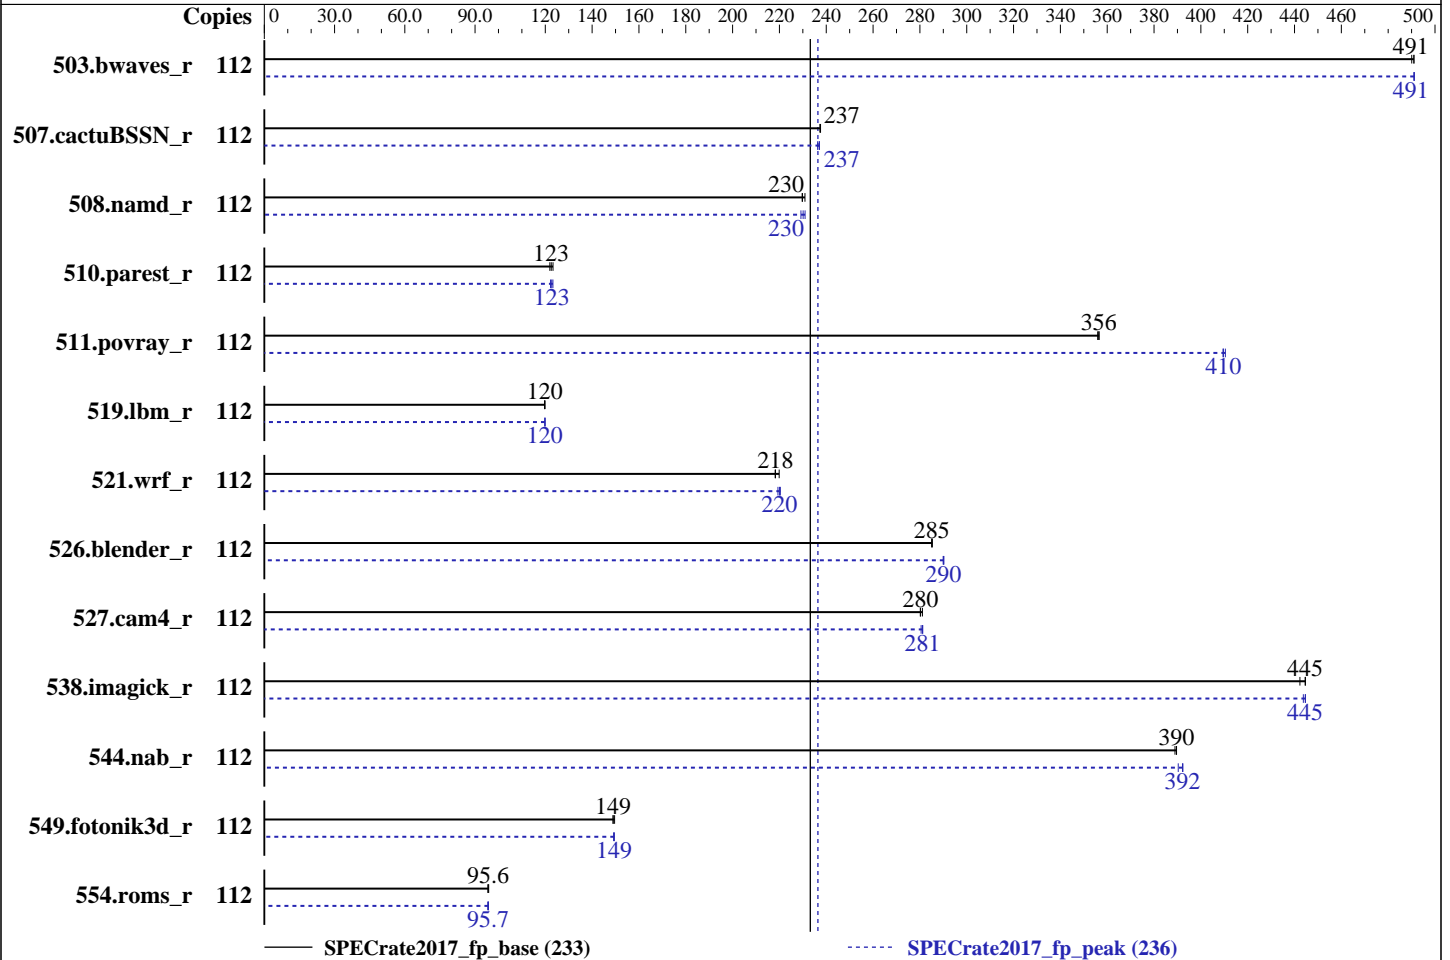 Copies 0 30.0 60.0 90.0 120 140 160 180 200 220 240 260 280 300 320 340 360 380 400 420 440 460 500
503.bwaves_r 112 491
491
507.cactuBSSN_r 112 237
237
508.namd_r 112 230
230
510.parest_r 112 123
123
511.povray_r 112 356
410
519.lbm_r 112 120
120
521.wrf_r 112 218
220
526.blender_r 112 285
290
527.cam4_r 112 280
281
538.imagick_r 112 445
445
544.nab_r 112 390
392
549.fotonik3d_r 112 149
149
554.roms_r 112 95.6
95.7
SPECrate2017_fp_base (233) SPECrate2017_fp_peak (236)